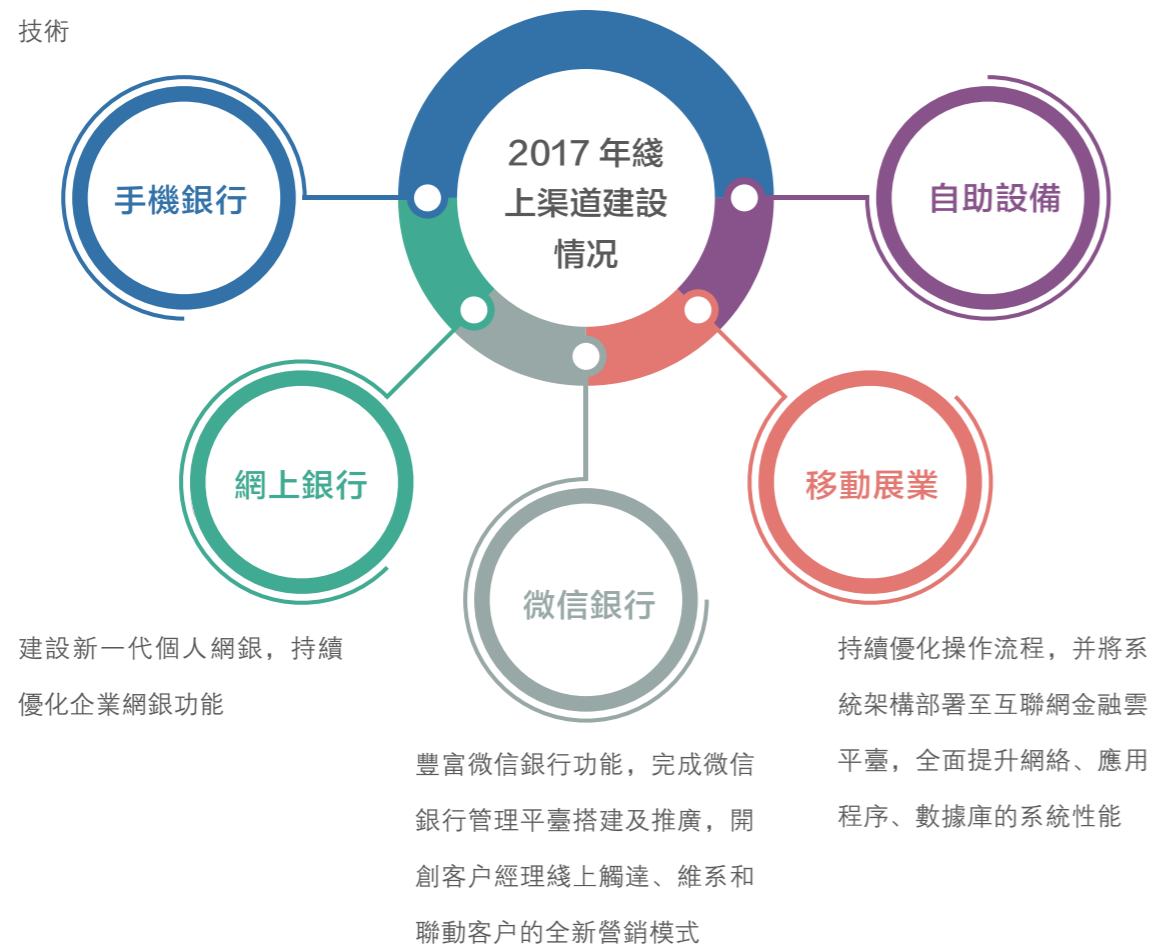 技術
2017 年綫
上渠道建設
情況
手機銀行
自助設備
網上銀行
移動展業
微信銀行
建設新一代個人網銀，持續
優化企業網銀功能
豐富微信銀行功能，完成微信
銀行管理平臺搭建及推廣，開
創客户經理綫上觸達、維系和
聯動客户的全新營銷模式
持續優化操作流程，并將系
統架構部署至互聯網金融雲
平臺，全面提升網絡、應用
程序、數據庫的系統性能